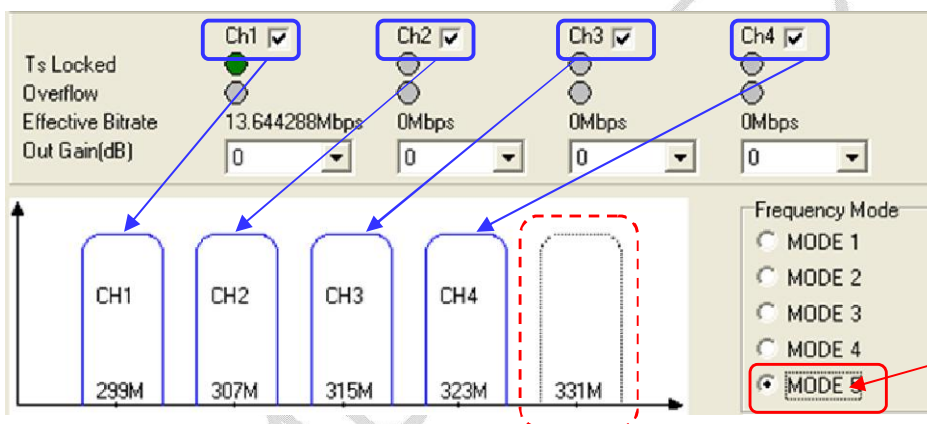 Ch1 Ch2 Ch3 Ch4
Ts Locked
Overflow
Effective Bitrate 13.644288Mbps 0Mbps 0Mbps 0Mbps
Out Gain(dB) 0 0 0 0
Frequency Mode
MODE 1
MODE 2
MODE 3
MODE 4
MODE 5
CH1 CH2 CH3 CH4
299M 307M 315M 323M 331M